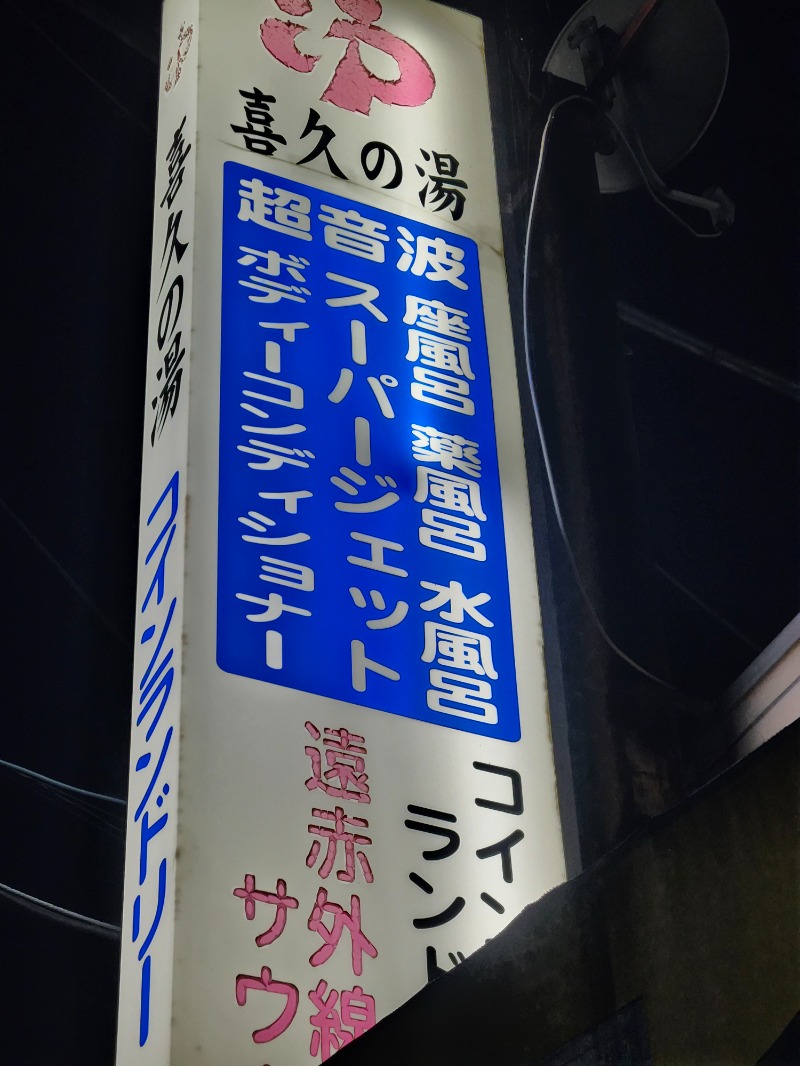 ゆ
喜久の湯
超音波
座風呂 薬風呂 水風呂
スーパージェット
ボディーコンディショナー
コイン
ランド
遠赤外線
サウ
喜久の湯 コインランドリー